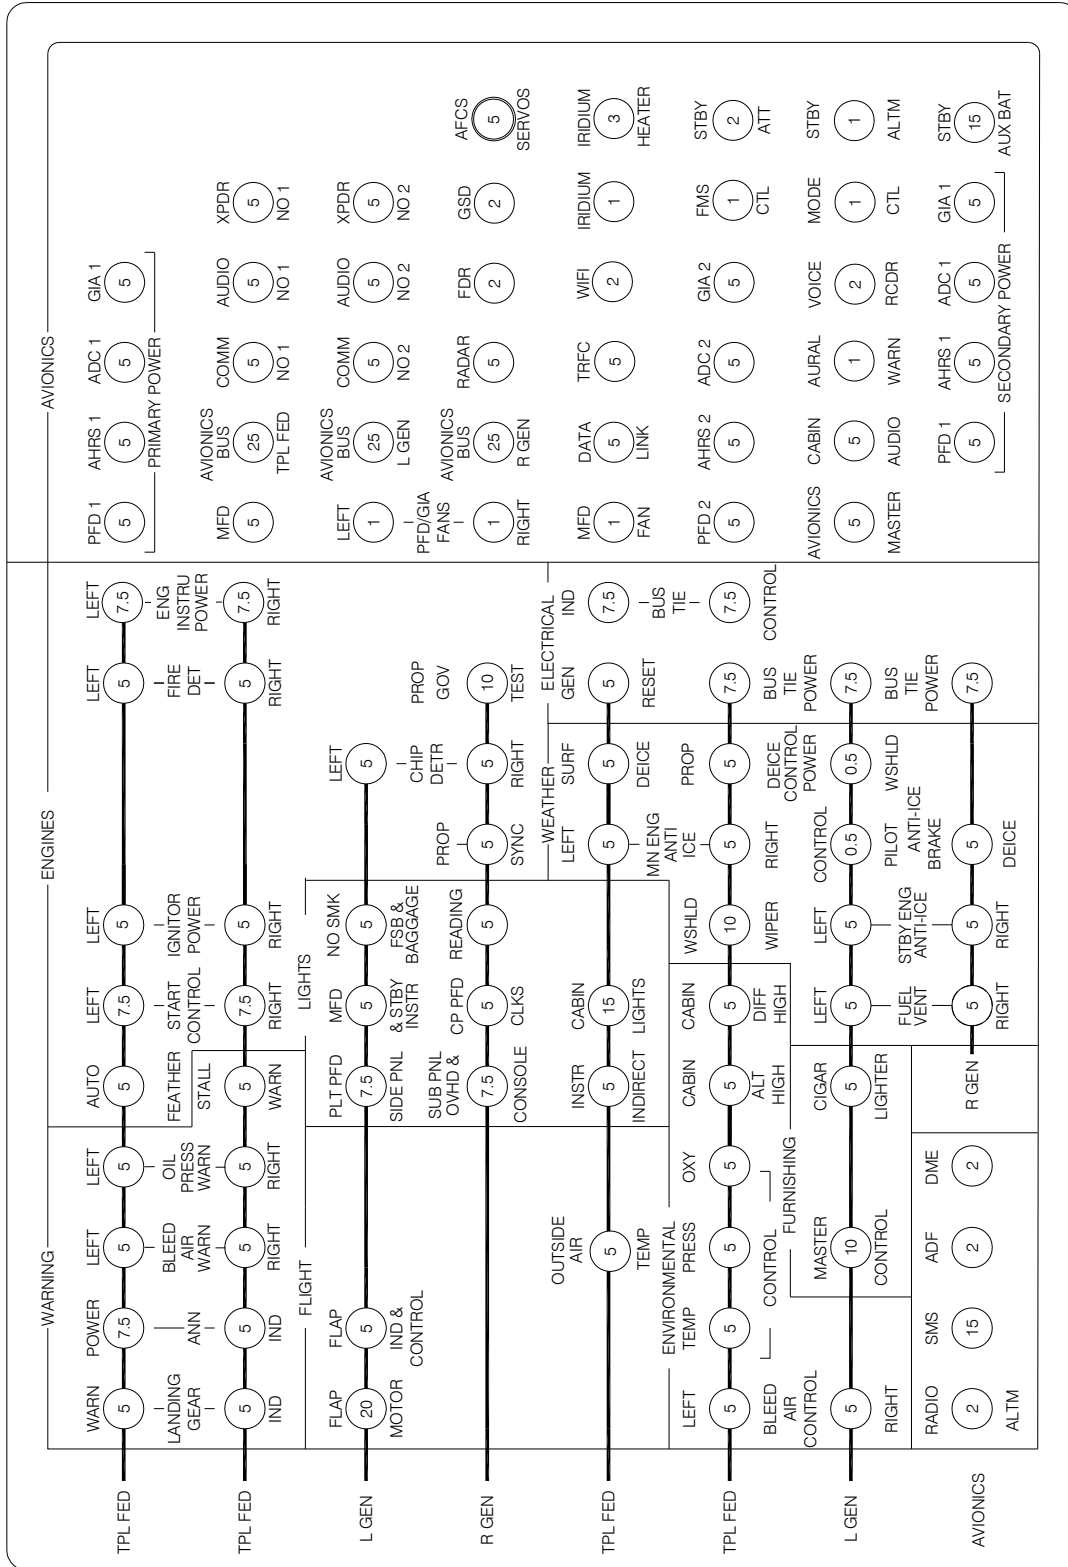 WARNING
ENGINES
AVIONICS
TPL FED
WARN
5
POWER
7.5
LEFT
5
LEFT
5
AUTO
5
FEATHER
LEFT
7.5
LEFT
5
LEFT
5
LEFT
7.5
PFD 1
5
AHRS 1
5
ADC 1
5
GIA 1
5
PRIMARY POWER
LANDING
GEAR
ANN
BLEED
AIR
WARN
OIL
PRESS
WARN
START
CONTROL
IGNITOR
POWER
FIRE
DET
ENG
INSTRU
POWER
TPL FED
5
IND
5
IND
5
RIGHT
5
RIGHT
STALL
5
WARN
7.5
RIGHT
5
RIGHT
5
RIGHT
7.5
RIGHT
MFD
5
AVIONICS
BUS
25
TPL FED
COMM
5
NO 1
AUDIO
5
NO 1
XPDR
5
NO 1
FLIGHT
LIGHTS
L GEN
FLAP
20
MOTOR
FLAP
5
IND &
CONTROL
PLT PFD
7.5
SIDE PNL
MFD
5
& STBY
INSTR
NO SMK
5
FSB &
BAGGAGE
LEFT
5
CHIP
DETR
LEFT
1
PFD/GIA
FANS
AVIONICS
BUS
25
L GEN
COMM
5
NO 2
AUDIO
5
NO 2
XPDR
5
NO 2
R GEN
SUB PNL
OVHD &
7.5
CONSOLE
CP PFD
5
CLKS
READING
5
PROP
5
SYNC
5
RIGHT
PROP
GOV
10
TEST
1
RIGHT
AVIONICS
BUS
25
R GEN
RADAR
5
FDR
2
GSD
2
AFCS
5
SERVOS
WEATHER
ELECTRICAL
TPL FED
OUTSIDE
AIR
5
TEMP
INSTR
5
INDIRECT
CABIN
15
LIGHTS
LEFT
5
MN ENG
ANTI
ICE
SURF
5
DEICE
GEN
5
RESET
IND
7.5
BUS
TIE
MFD
1
FAN
DATA
5
LINK
TRFC
5
WIFI
2
IRIDIUM
1
IRIDIUM
3
HEATER
ENVIRONMENTAL
TPL FED
LEFT
5
BLEED
AIR
CONTROL
TEMP
5
PRESS
5
CONTROL
OXY
5
CABIN
5
ALT
HIGH
CABIN
5
DIFF
HIGH
WSHLD
10
WIPER
5
RIGHT
PROP
5
DEICE
CONTROL
POWER
7.5
BUS
TIE
POWER
7.5
CONTROL
PFD 2
5
AHRS 2
5
ADC 2
5
GIA 2
5
FMS
1
CTL
STBY
2
ATT
FURNISHING
L GEN
5
RIGHT
MASTER
10
CONTROL
CIGAR
5
LIGHTER
LEFT
5
FUEL
VENT
LEFT
5
STBY ENG
ANTI-ICE
CONTROL
0.5
PILOT
ANTI-ICE
0.5
WSHLD
7.5
BUS
TIE
POWER
AVIONICS
5
MASTER
CABIN
5
AUDIO
AURAL
1
WARN
VOICE
2
RCDR
MODE
1
CTL
STBY
1
ALTM
AVIONICS
RADIO
2
ALTM
SMS
15
ADF
2
DME
2
R GEN
5
RIGHT
5
RIGHT
BRAKE
5
DEICE
7.5
PFD 1
5
AHRS 1
5
ADC 1
5
GIA 1
5
SECONDARY POWER
STBY
15
AUX BAT